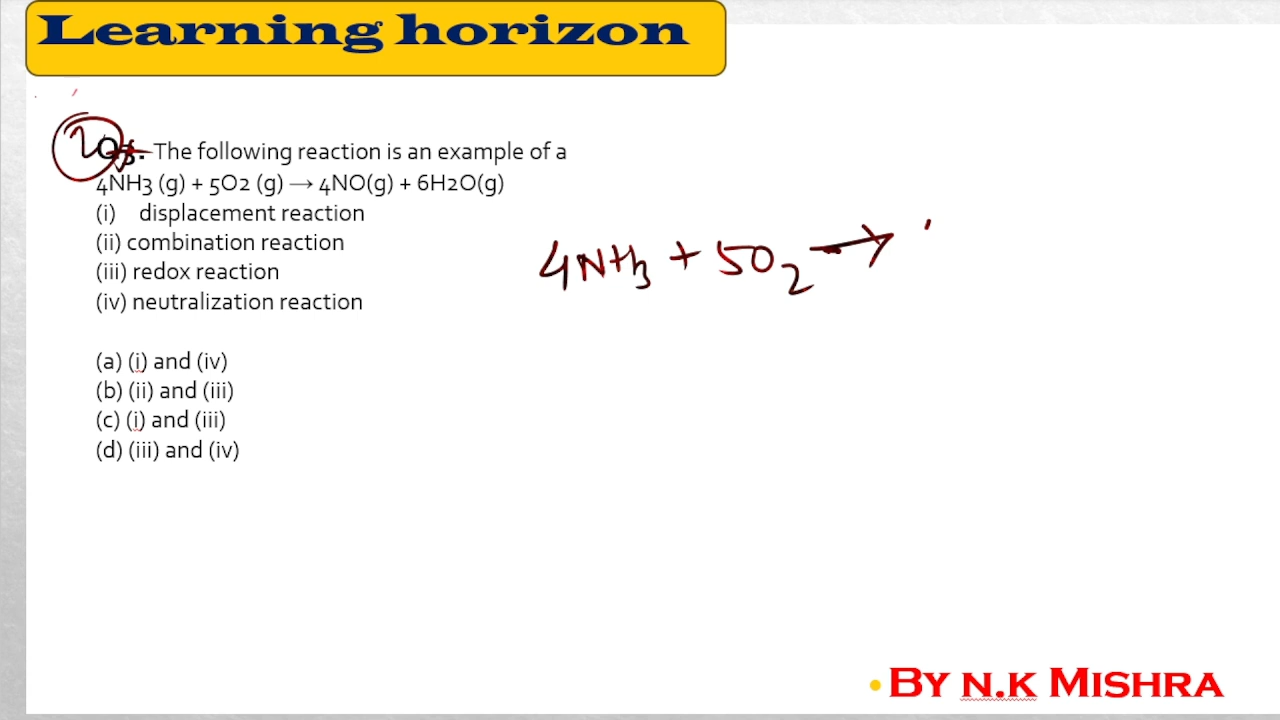 Learning horizon
20
The following reaction is an example of a
4NH3 (g) + 5O2 (g) → 4NO(g) + 6H2O(g)
(i) displacement reaction
(ii) combination reaction
(iii) redox reaction
(iv) neutralization reaction
4NH3 + 5O2 →
(a) (i) and (iv)
(b) (ii) and (iii)
(c) (i) and (iii)
(d) (iii) and (iv)
• By n.k Mishra